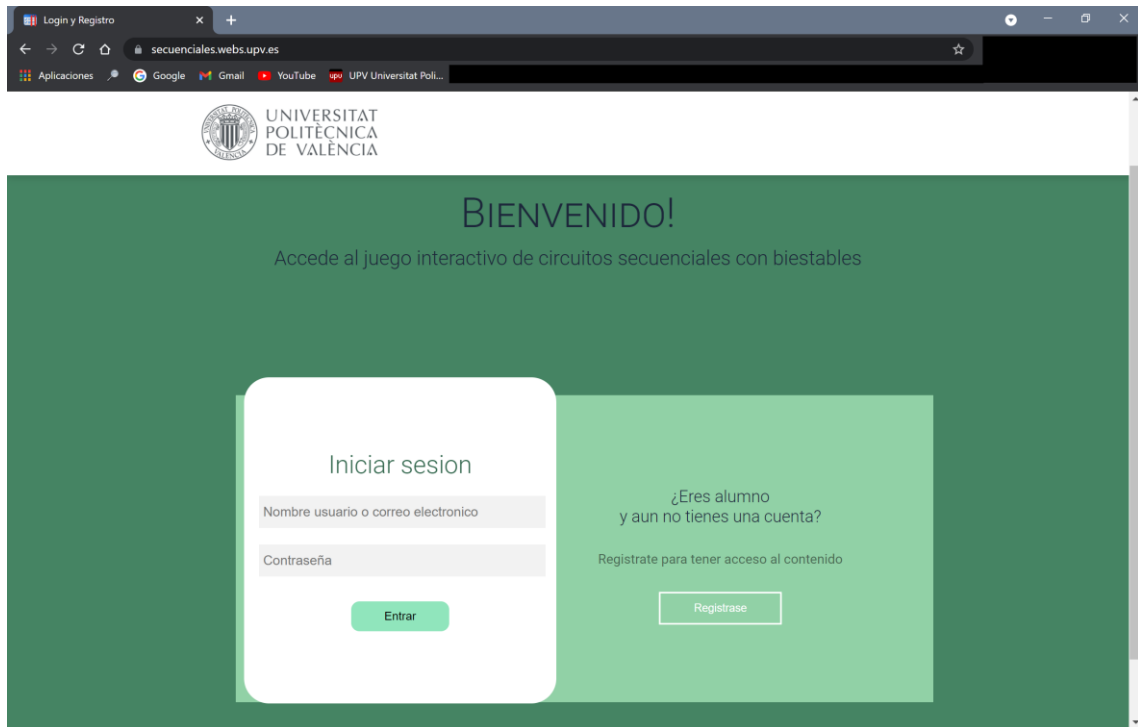 Login y Registro
secuenciales.webs.upv.es
Aplicaciones Google Gmail YouTube upv UPV Universitat Poli...
UNIVERSITAT
POLITÈCNICA
DE VALÈNCIA
BIENVENIDO!
Accede al juego interactivo de circuitos secuenciales con biestables
Iniciar sesion
Nombre usuario o correo electronico
Contraseña
Entrar
¿Eres alumno
y aun no tienes una cuenta?
Registrate para tener acceso al contenido
Registrase